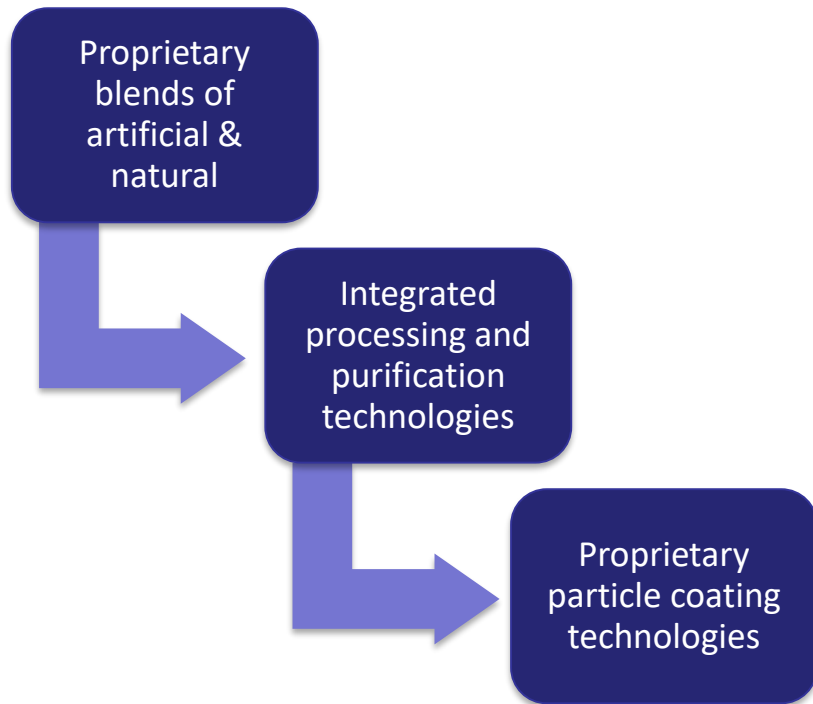 Proprietary
blends of
artificial &
natural
Integrated
processing and
purification
technologies
Proprietary
particle coating
technologies